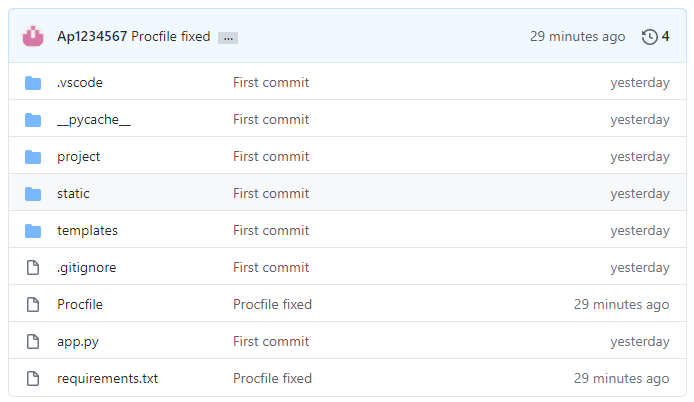 Ap1234567 Procfile fixed ... 29 minutes ago 4
.vscode First commit yesterday
__pycache__ First commit yesterday
project First commit yesterday
static First commit yesterday
templates First commit yesterday
.gitignore First commit yesterday
Procfile Procfile fixed 29 minutes ago
app.py First commit yesterday
requirements.txt Procfile fixed 29 minutes ago